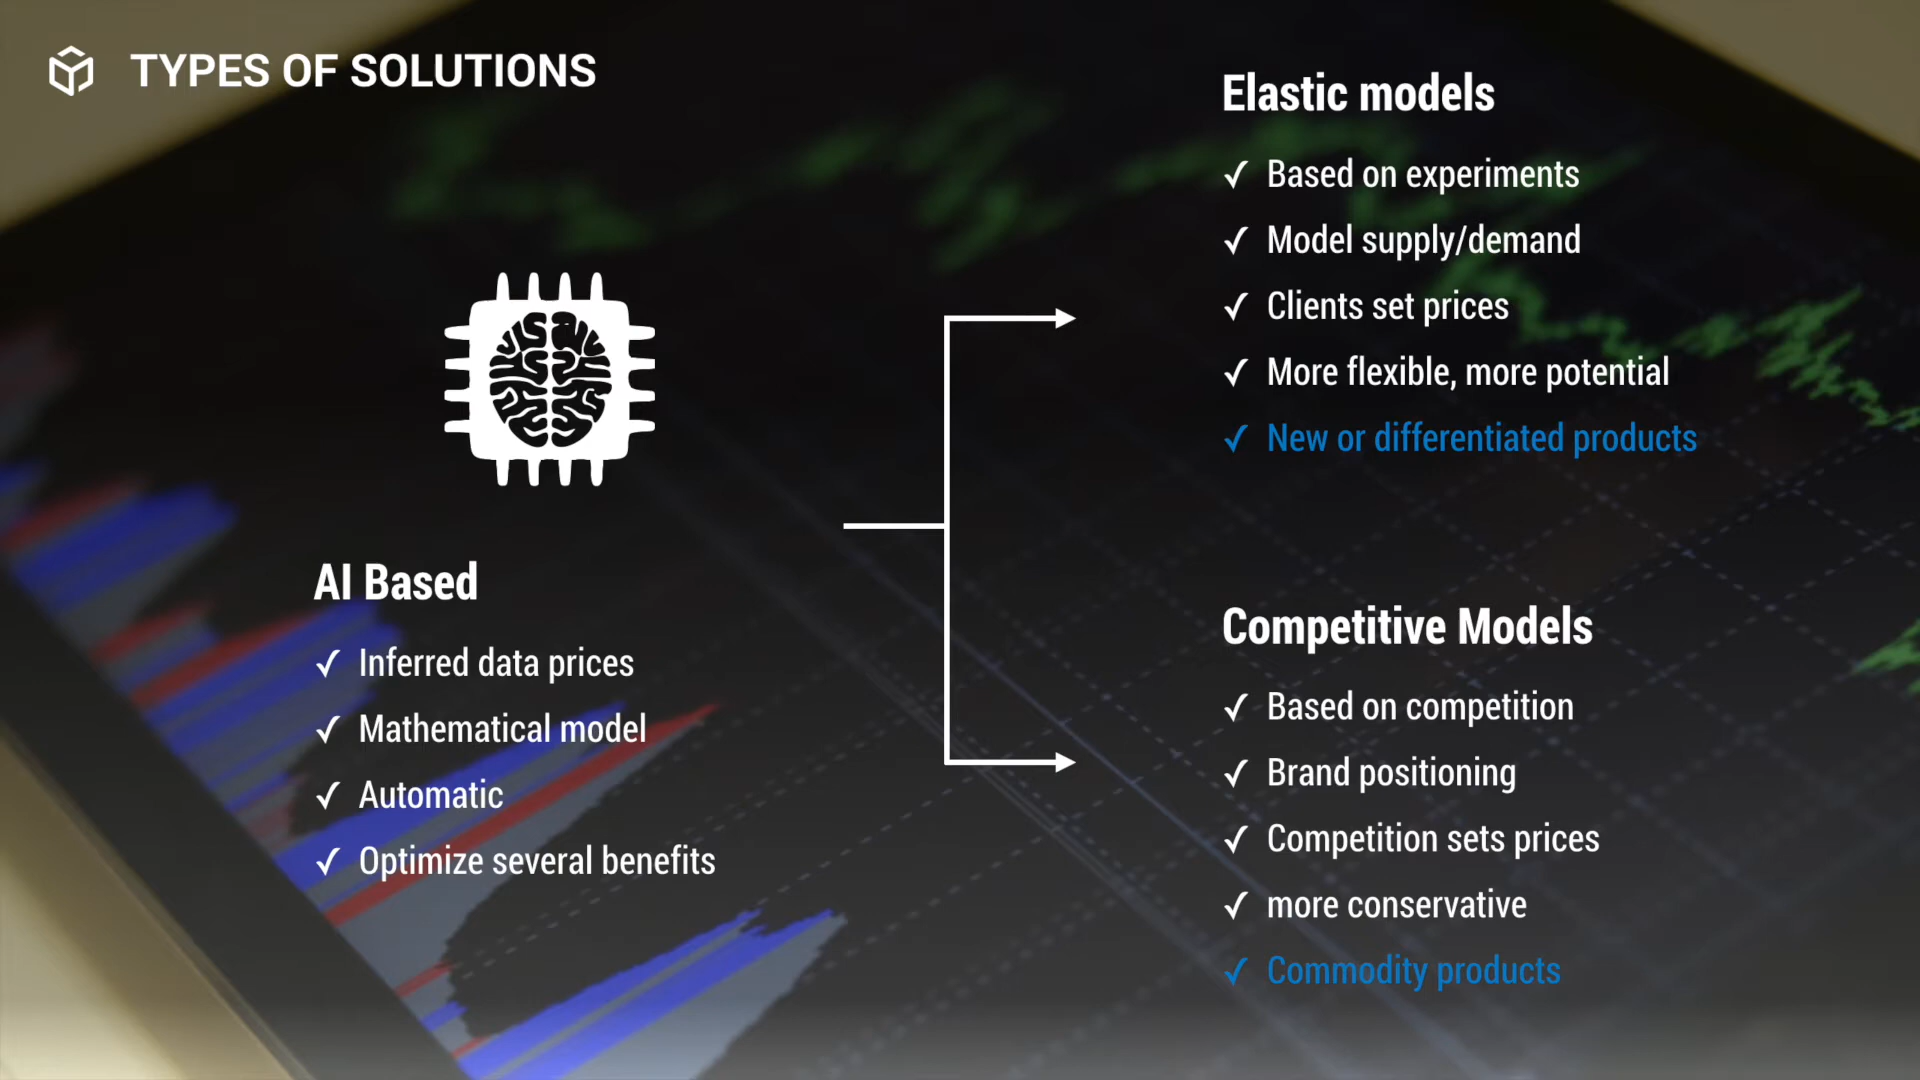 TYPES OF SOLUTIONS
AI Based
✓ Inferred data prices
✓ Mathematical model
✓ Automatic
✓ Optimize several benefits
Elastic models
✓ Based on experiments
✓ Model supply/demand
✓ Clients set prices
✓ More flexible, more potential
✓ New or differentiated products
Competitive Models
✓ Based on competition
✓ Brand positioning
✓ Competition sets prices
✓ more conservative
✓ Commodity products